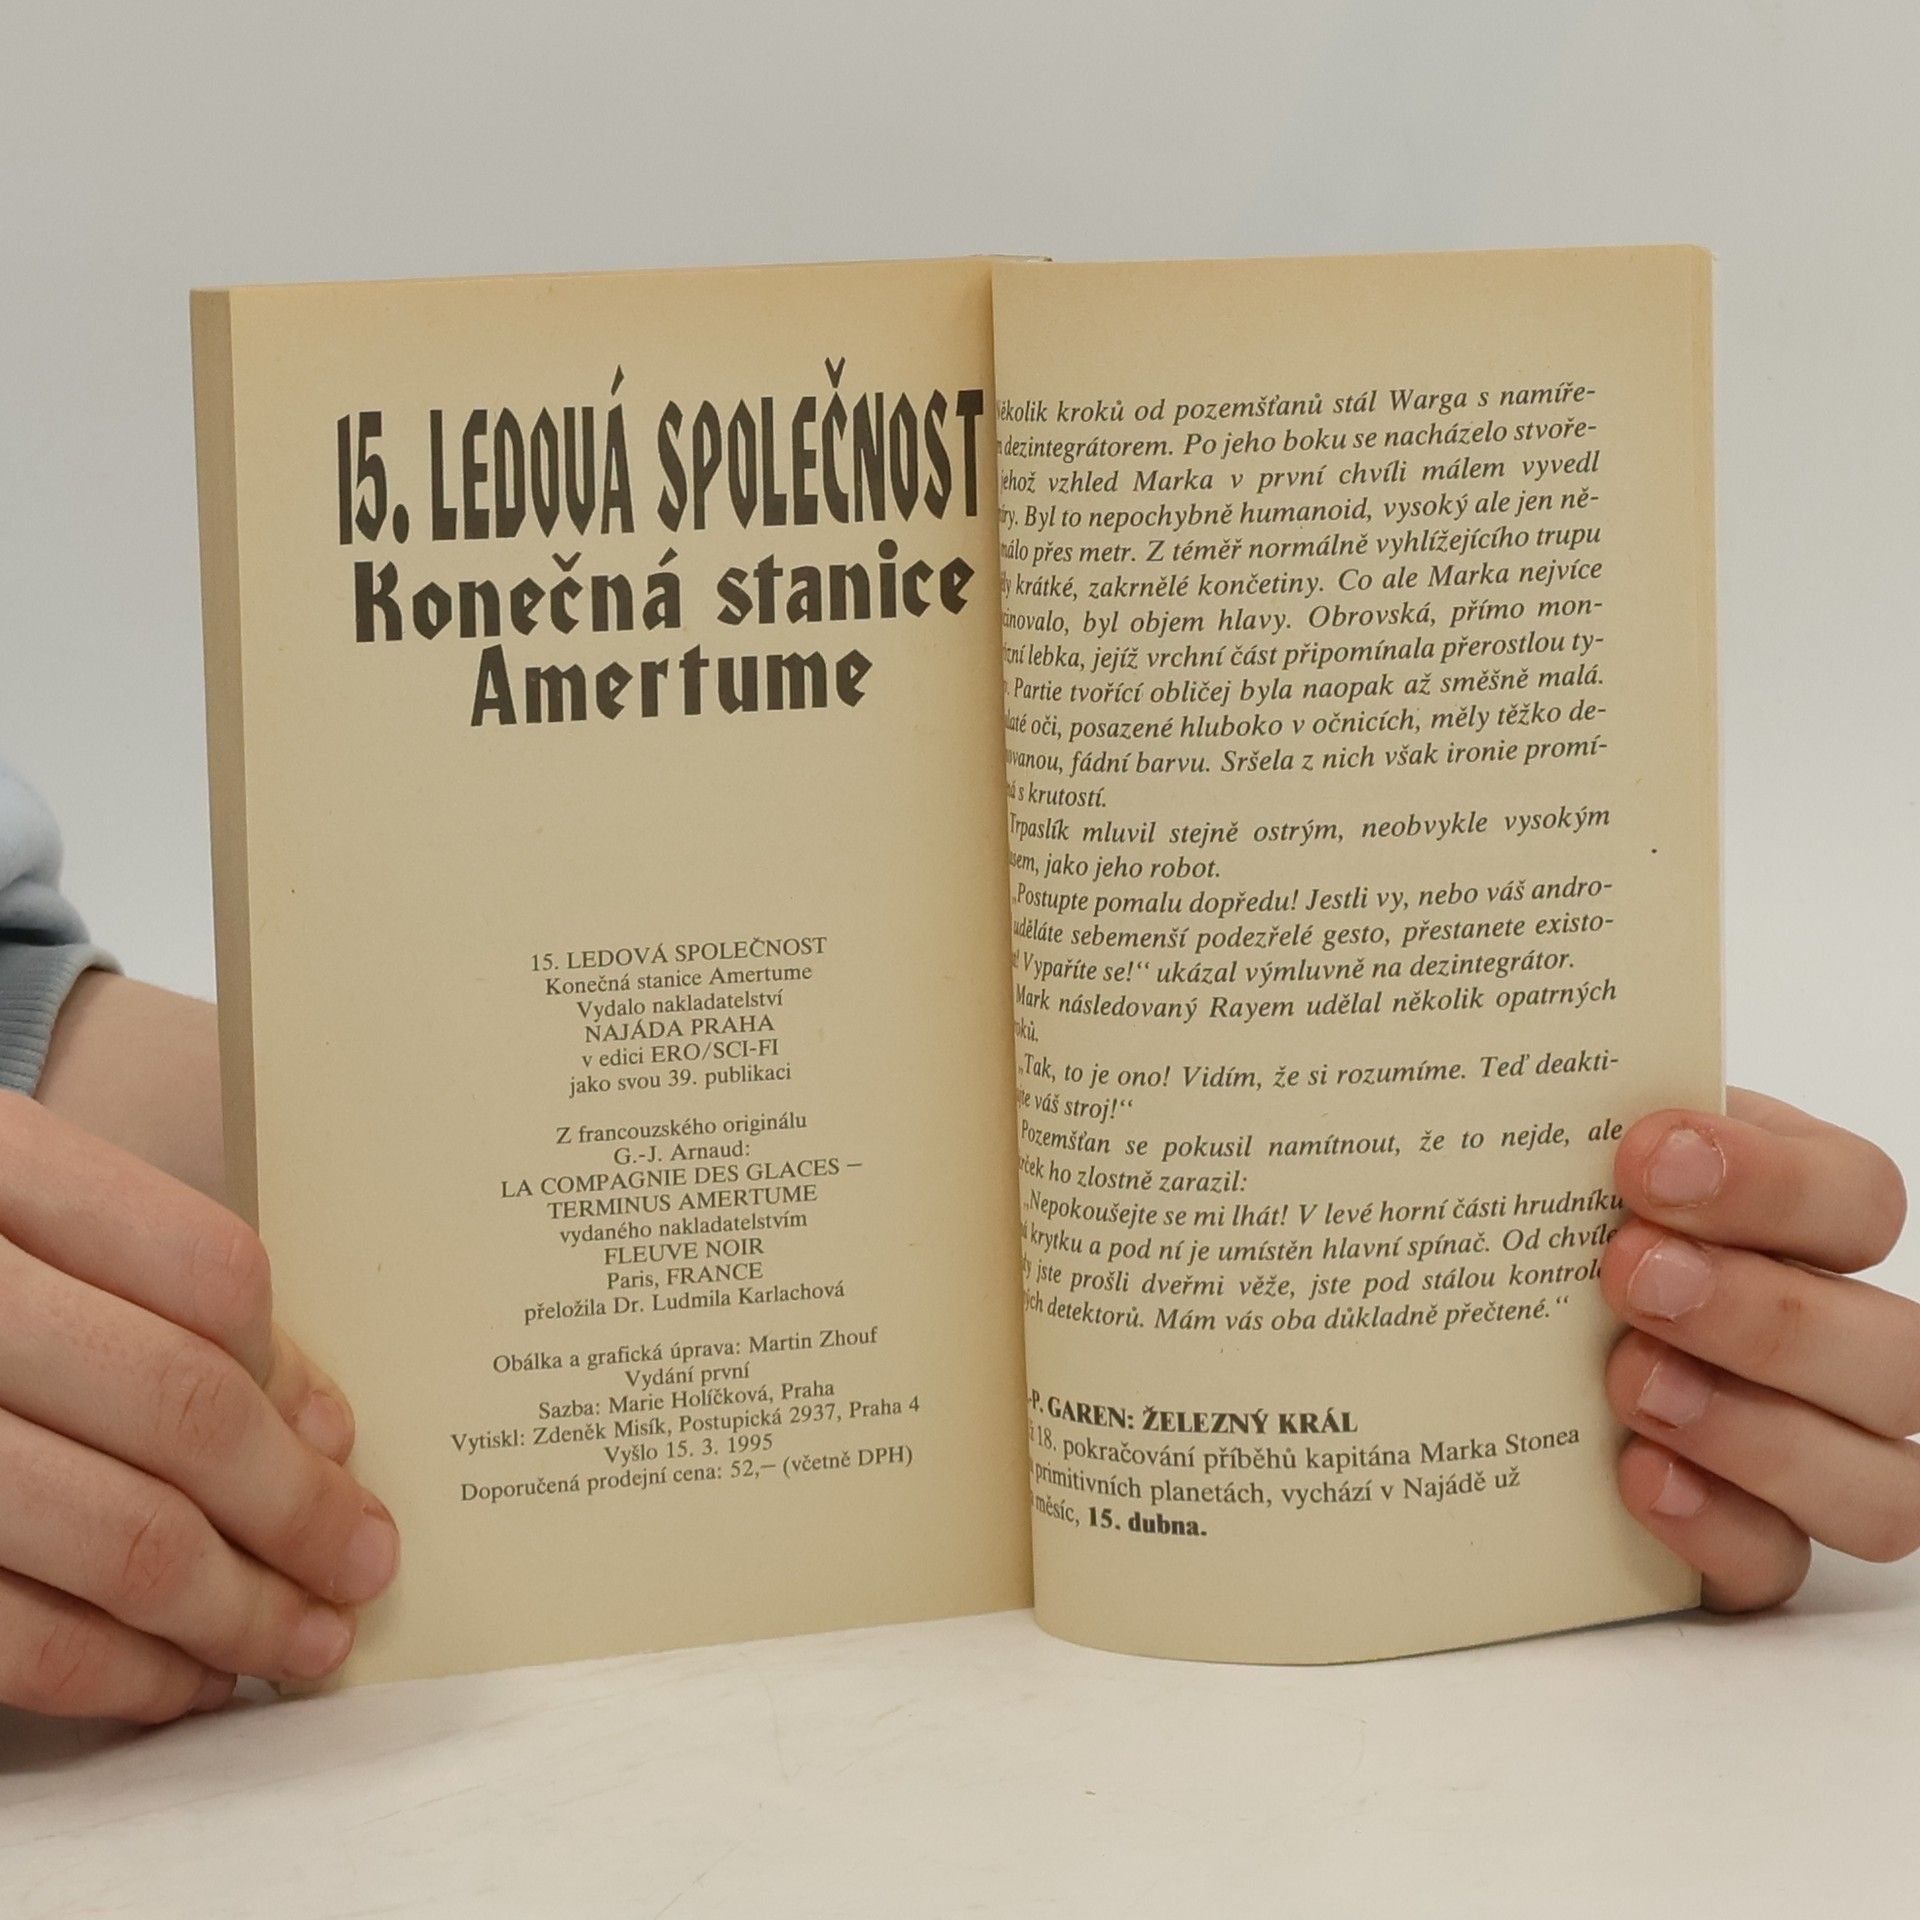 15. LEDOVÁ SPOLEČNOST
Konečná stanice
Amertume
15. LEDOVÁ SPOLEČNOST
Konečná stanice Amertume
Vydalo nakladatelství
NAJÁDA PRAHA
v edici ERO/SCI-FI
jako svou 39. publikaci
Z francouzského originálu
G.-J. Arnaud:
LA COMPAGNIE DES GLACES –
TERMINUS AMERTUME
vydaného nakladatelstvím
FLEUVE NOIR
Paris, FRANCE
přeložila Dr. Ludmila Karlachová
Obálka a grafická úprava: Martin Zhouf
Vydání první
Sazba: Marie Holíčková, Praha
Vytiskl: Zdeněk Misík, Postupická 2937, Praha 4
Vyšlo 15. 3. 1995
Doporučená prodejní cena: 52,– (včetně DPH)
kroků od pozemšťanů stál Warga s namíře-
dezintegrátorem. Po jeho boku se nacházelo stvoře-
jehož vzhled Marka v první chvíli málem vyvedl
Byl to nepochybně humanoid, vysoký ale jen ně-
přes metr. Z téměř normálně vyhlížejícího trupu
krátké, zakrnělé končetiny. Co ale Marka nejvíce
byl objem hlavy. Obrovská, přímo mon-
lebka, jejíž vrchní část připomínala přerostlou ty-
Partie tvořící obličej byla naopak až směšně malá.
oči, posazené hluboko v očnicích, měly těžko de-
fádní barvu. Sršela z nich však ironie promí-
s krutostí.
Trpaslík mluvil stejně ostrým, neobvykle vysokým
jako jeho robot.
„Postupte pomalu dopředu! Jestli vy, nebo váš andro-
uděláte sebemenší podezřelé gesto, přestanete existo-
Vypaříte se!“ ukázal výmluvně na dezintegrátor.
Mark následovaný Rayem udělal několik opatrných
„Tak, to je ono! Vidím, že si rozumíme. Teď deakti-
váš stroj!“
Pozemšťan se pokusil namítnout, že to nejde, ale
ho zlostně zarazil:
„Nepokoušejte se mi lhát! V levé horní části hrudníku
krytku a pod ní je umístěn hlavní spínač. Od chvíle
jste prošli dveřmi věže, jste pod stálou
detektorů. Mám vás oba důkladně přečtené.“
-P. GAREN: ŽELEZNÝ KRÁL
18. pokračování příběhů kapitána Marka Stonea
primitivních planetách, vychází v Najádě už
měsíc, 15. dubna.